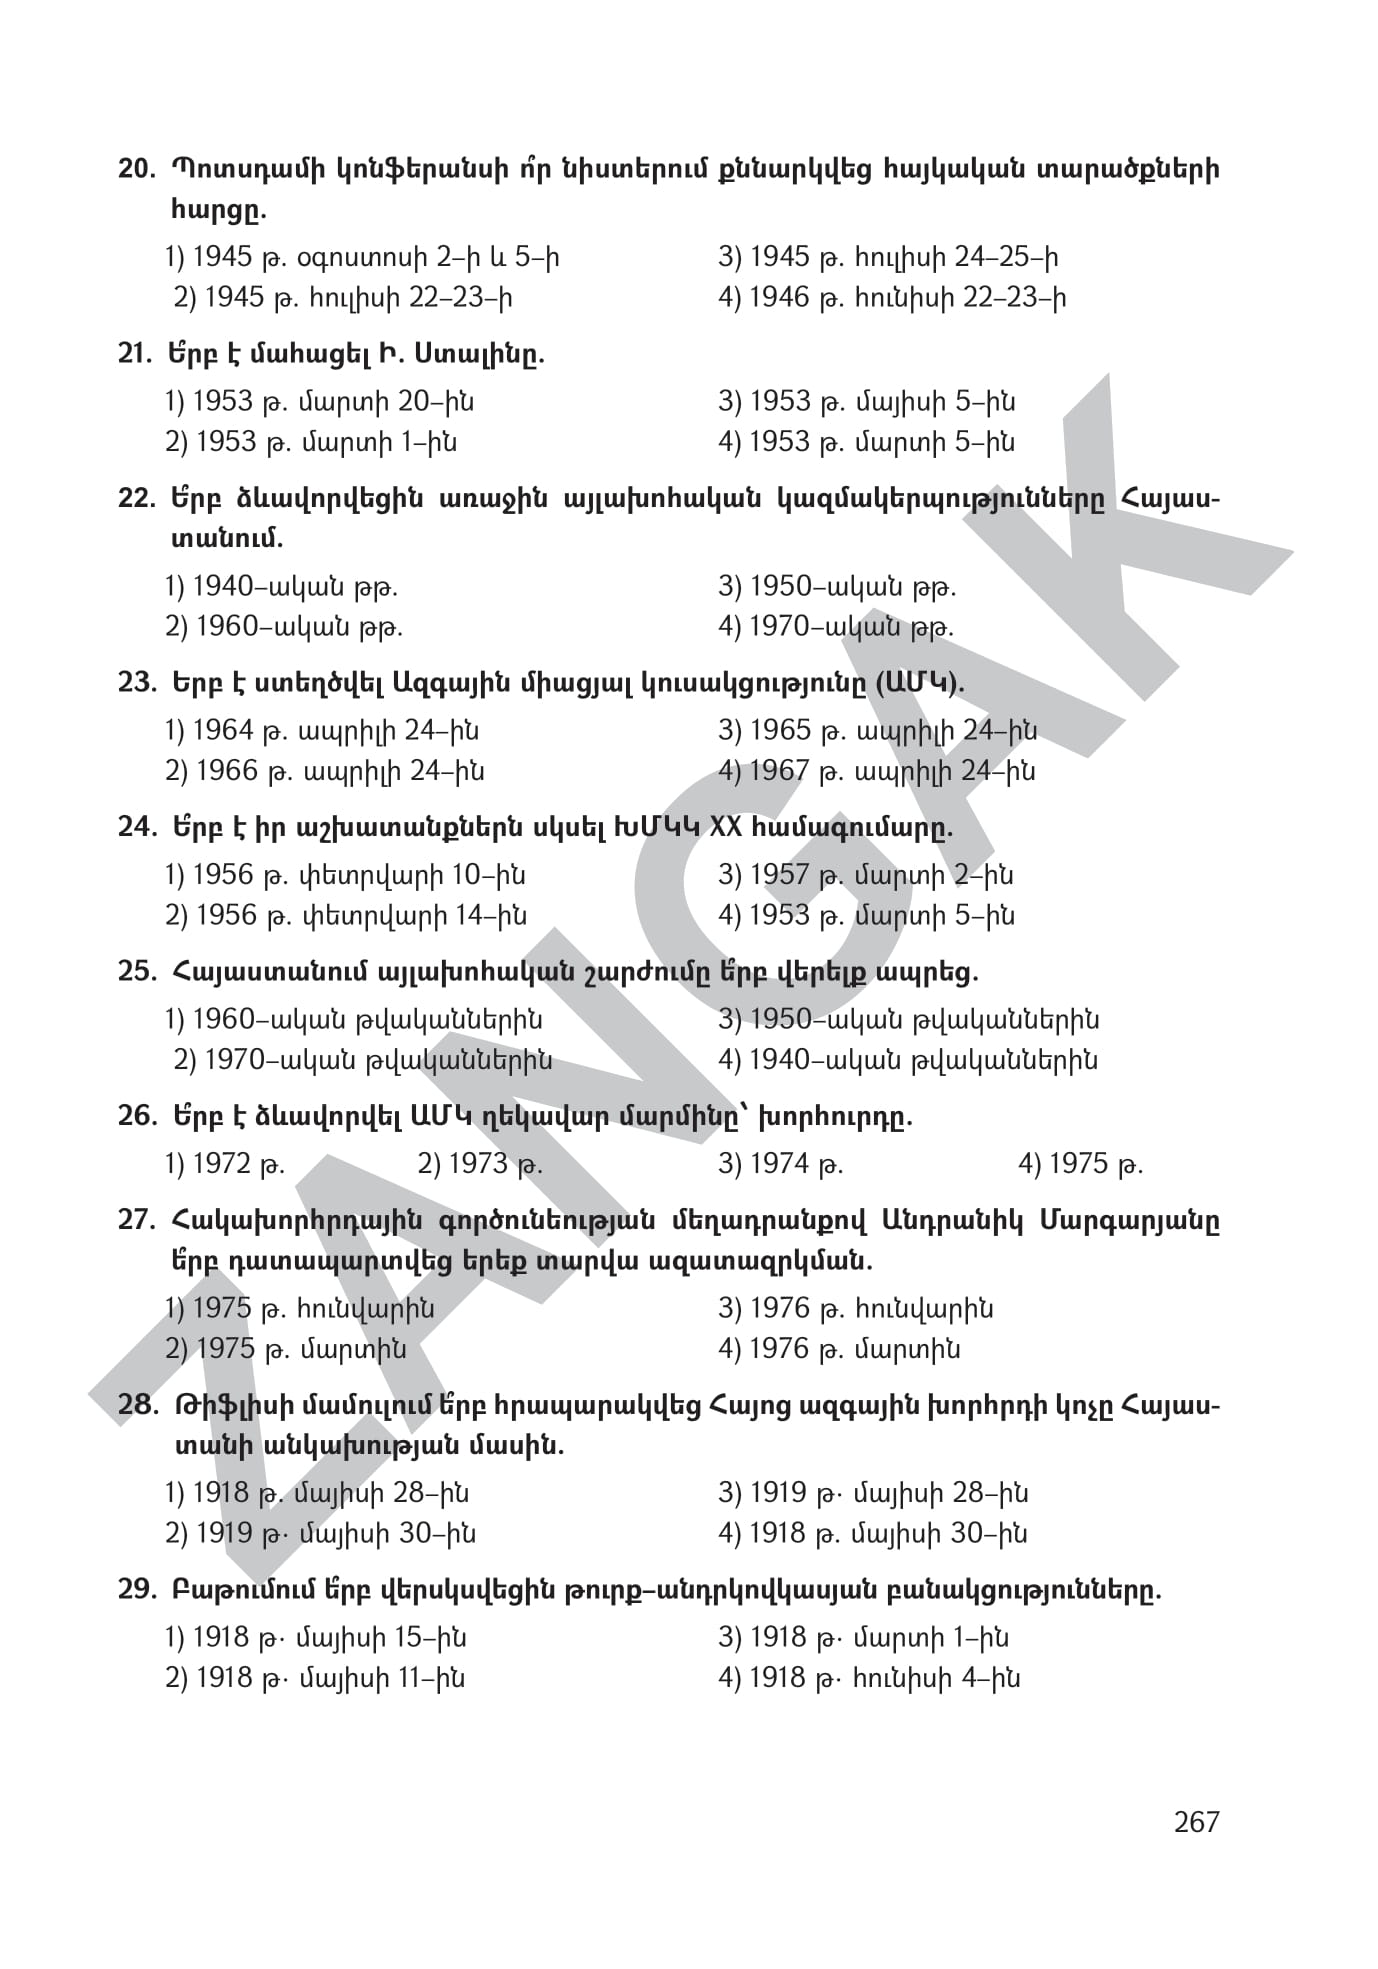 20. Պոտսդամի կոնֆերանսի ո՞ր նիստերում քննարկվեց հայկական տարածքների
հարցը.
1) 1945 թ. օգոստոսի 2–ի և 5–ի 3) 1945 թ. հուլիսի 24–25–ի
2) 1945 թ. հուլիսի 22–23–ի 4) 1946 թ. հունիսի 22–23–ի
21. Ե՞րբ է մահացել Ի. Ստալինը.
1) 1953 թ. մարտի 20–ին 3) 1953 թ. մայիսի 5–ին
2) 1953 թ. մարտի 1–ին 4) 1953 թ. մարտի 5–ին
22. Ե՞րբ ձևավորվեցին առաջին այլախոհական կազմակերպությունները Հայաս-
տանում.
1) 1940–ական թթ. 3) 1950–ական թթ.
2) 1960–ական թթ. 4) 1970–ական թթ.
23. Երբ է ստեղծվել Ազգային միացյալ կուսակցությունը (ԱՄԿ).
1) 1964 թ. ապրիլի 24–ին 3) 1965 թ. ապրիլի 24–ին
2) 1966 թ. ապրիլի 24–ին 4) 1967 թ. ապրիլի 24–ին
24. Ե՞րբ է իր աշխատանքներն սկսել ԽՄԿԿ XX համագումարը.
1) 1956 թ. փետրվարի 10–ին 3) 1957 թ. մարտի 2–ին
2) 1956 թ. փետրվարի 14–ին 4) 1953 թ. մարտի 5–ին
25. Հայաստանում այլախոհական շարժումը ե՞րբ վերելք ապրեց.
1) 1960–ական թվականներին 3) 1950–ական թվականներին
2) 1970–ական թվականներին 4) 1940–ական թվականներին
26. Ե՞րբ է ձևավորվել ԱՄԿ ղեկավար մարմինը՝ խորհուրդը.
1) 1972 թ. 2) 1973 թ. 3) 1974 թ. 4) 1975 թ.
27. Հակախորհրդային գործունեության մեղադրանքով Անդրանիկ Մարգարյանը
ե՞րբ դատապարտվեց երեք տարվա ազատազրկման.
1) 1975 թ. հունվարին 3) 1976 թ. հունվարին
2) 1975 թ. մարտին 4) 1976 թ. մարտին
28. Թիֆլիսի մամուլում ե՞րբ հրապարակվեց Հայոց ազգային խորհրդի կոչը Հայաս-
տանի անկախության մասին.
1) 1918 թ. մայիսի 28–ին 3) 1919 թ․ մայիսի 28–ին
2) 1919 թ․ մայիսի 30–ին 4) 1918 թ. մայիսի 30–ին
29. Բաթումում ե՞րբ վերսկսվեցին թուրք–անդրկովկասյան բանակցությունները.
1) 1918 թ․ մայիսի 15–ին 3) 1918 թ․ մարտի 1–ին
2) 1918 թ․ մայիսի 11–ին 4) 1918 թ․ հունիսի 4–ին
267
ZANGAK